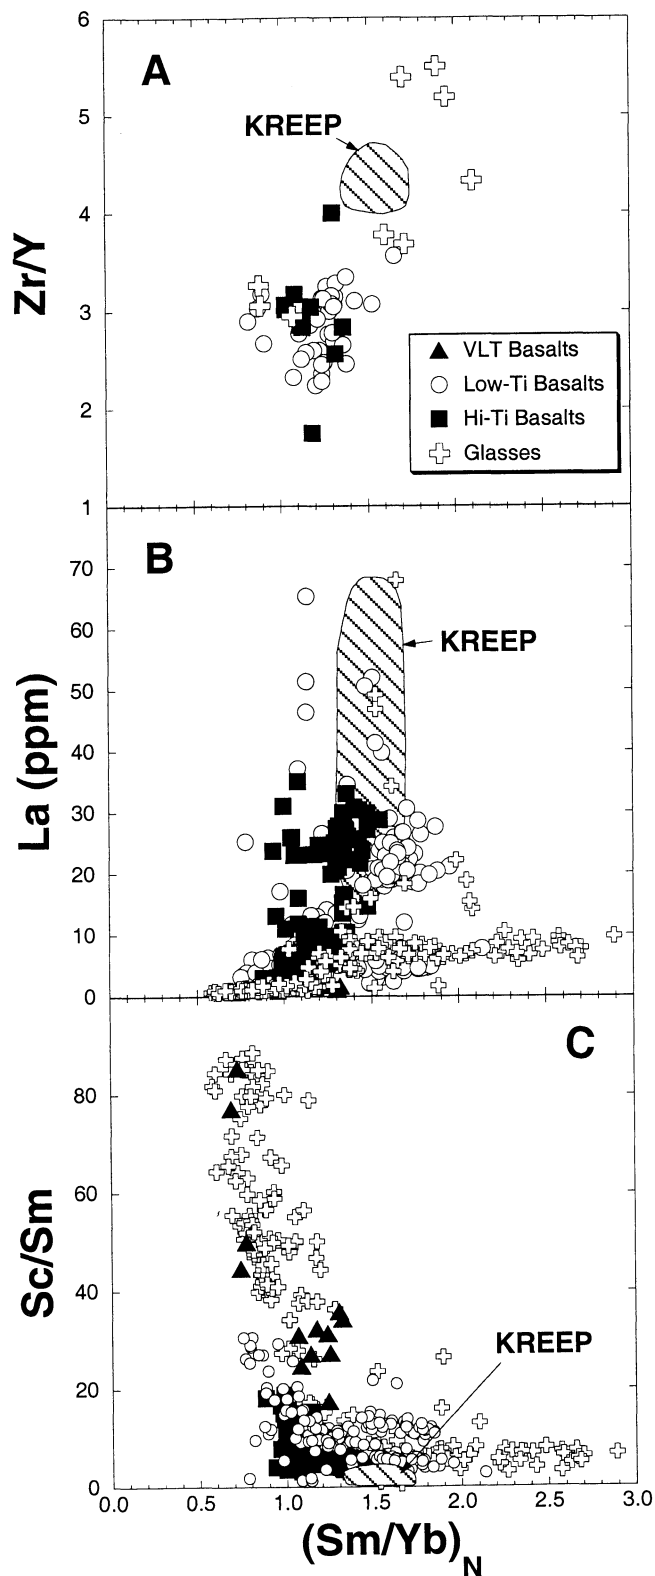 6
A
5
KREEP
4
Zr/Y
3
VLT Basalts
Low-Ti Basalts
Hi-Ti Basalts
Glasses
2
1
B
70
60
KREEP
50
La (ppm)
40
30
20
10
0
C
80
60
Sc/Sm
40
KREEP
20
0
0.0 0.5 1.0 1.5 2.0 2.5 3.0
(Sm/Yb)N